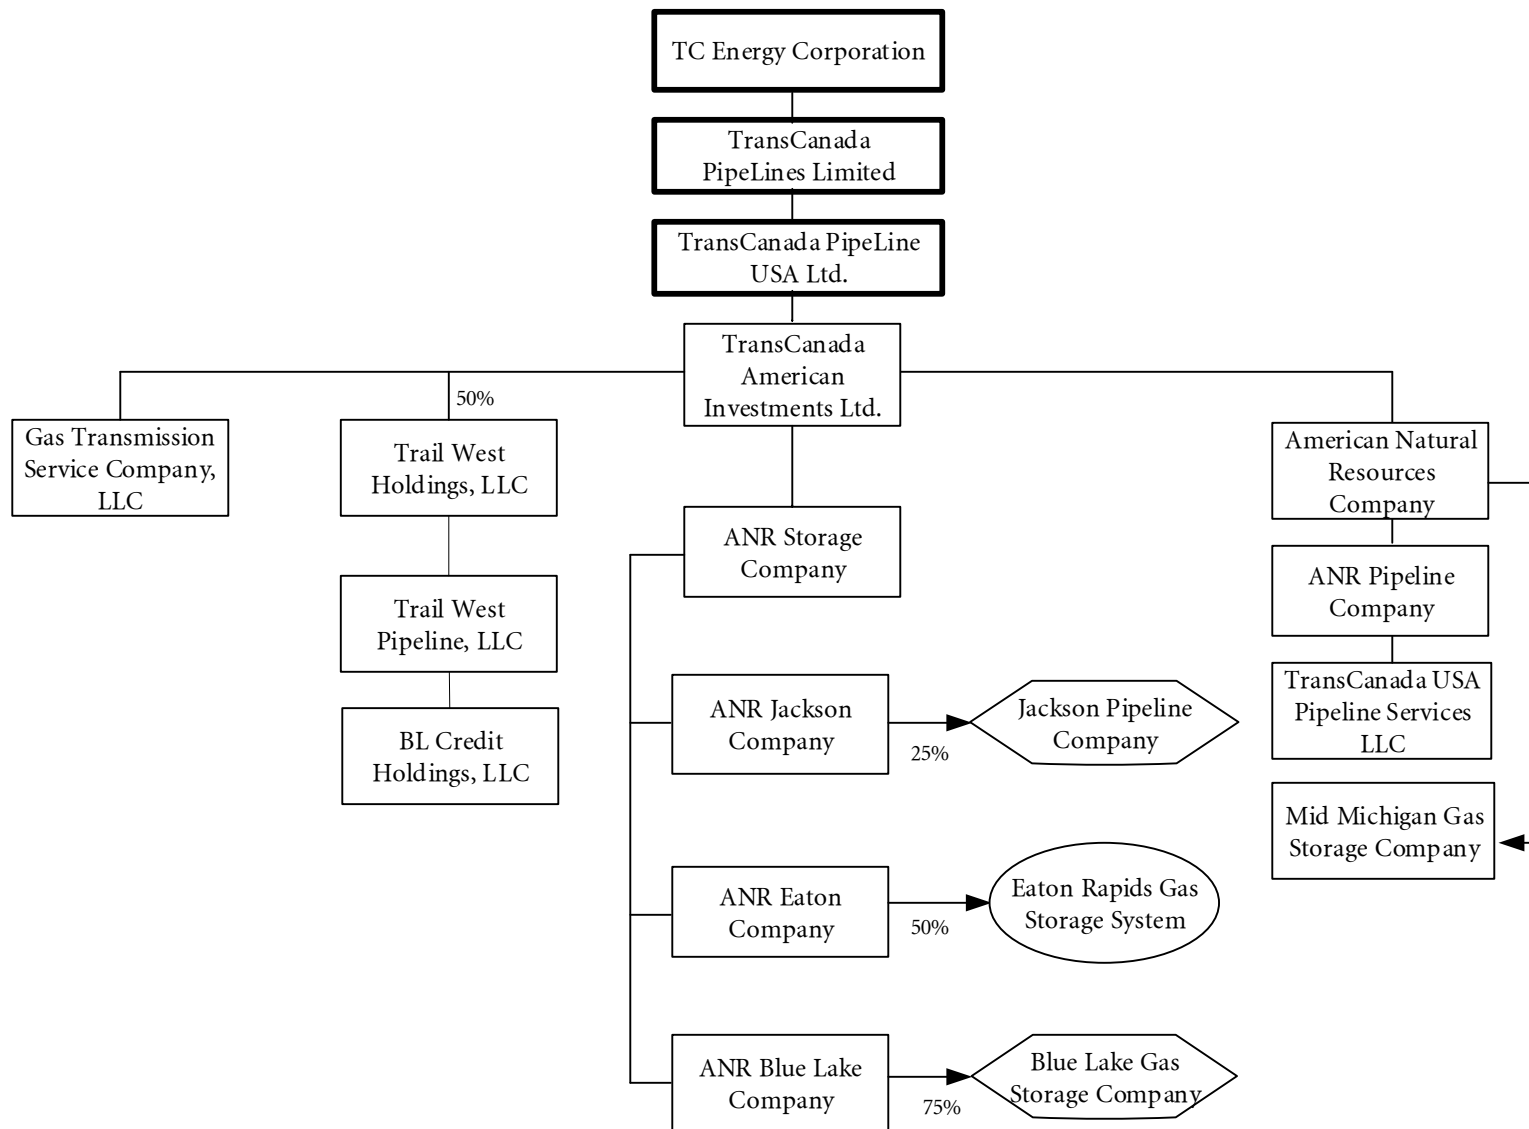 TC Energy Corporation
TransCanada
PipeLines Limited
TransCanada PipeLine
USA Ltd.
TransCanada
American
Investments Ltd.
50%
Gas Transmission
Service Company,
LLC
Trail West
Holdings, LLC
American Natural
Resources
Company
ANR Storage
Company
Trail West
Pipeline, LLC
ANR Pipeline
Company
BL Credit
Holdings, LLC
ANR Jackson
Company
25%
Jackson Pipeline
Company
TransCanada USA
Pipeline Services
LLC
Mid Michigan Gas
Storage Company
ANR Eaton
Company
50%
Eaton Rapids Gas
Storage System
ANR Blue Lake
Company
75%
Blue Lake Gas
Storage Company